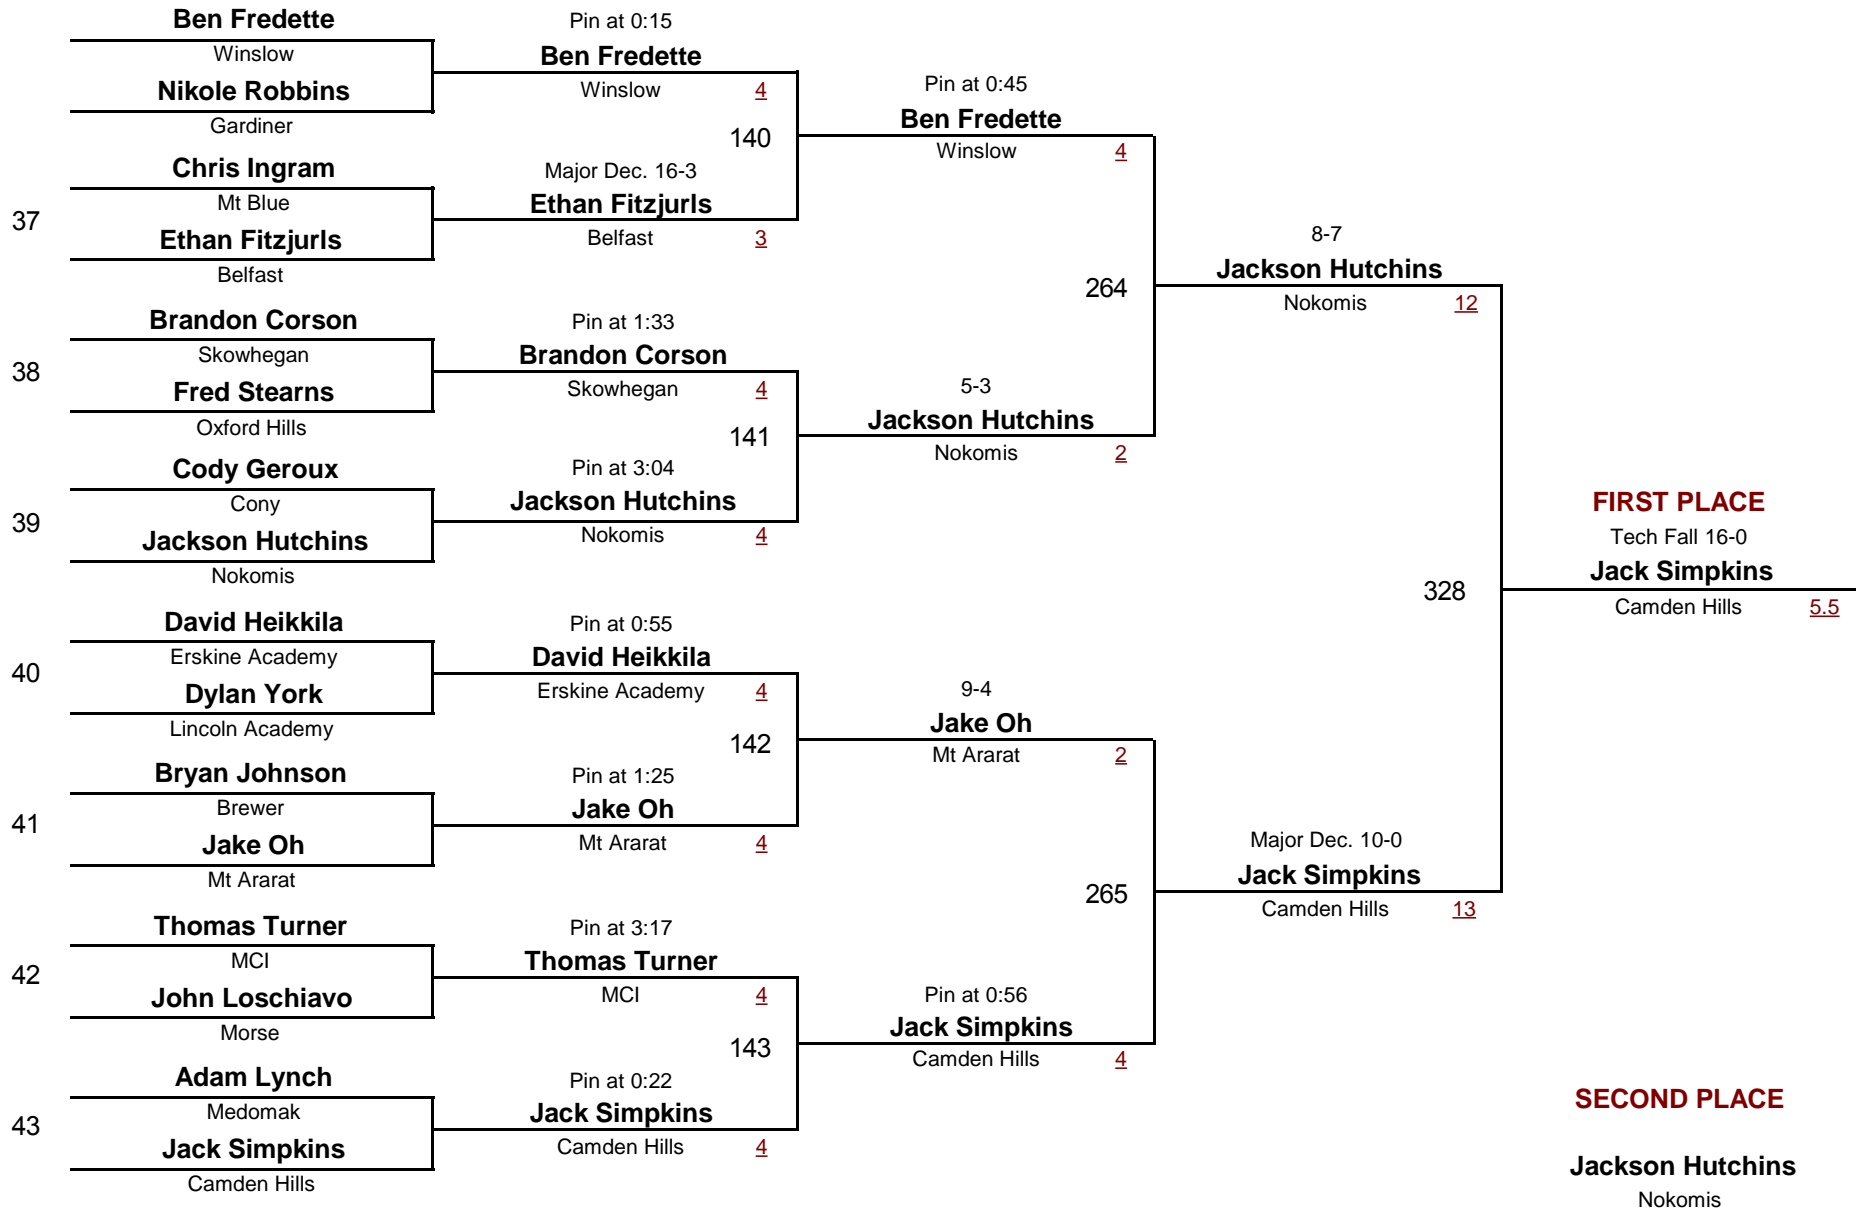 Ben Fredette
Winslow
Nikole Robbins
Gardiner
37
Chris Ingram
Mt Blue
Ethan Fitzjurls
Belfast
38
Brandon Corson
Skowhegan
Fred Stearns
Oxford Hills
39
Cody Geroux
Cony
Jackson Hutchins
Nokomis
40
David Heikkila
Erskine Academy
Dylan York
Lincoln Academy
41
Bryan Johnson
Brewer
Jake Oh
Mt Ararat
42
Thomas Turner
MCI
John Loschiavo
Morse
43
Adam Lynch
Medomak
Jack Simpkins
Camden Hills
Pin at 0:15
Ben Fredette
Winslow 4
140
Major Dec. 16-3
Ethan Fitzjurls
Belfast 3
Pin at 1:33
Brandon Corson
Skowhegan 4
141
Pin at 3:04
Jackson Hutchins
Nokomis 4
Pin at 0:55
David Heikkila
Erskine Academy 4
142
Pin at 1:25
Jake Oh
Mt Ararat 4
Pin at 3:17
Thomas Turner
MCI 4
143
Pin at 0:22
Jack Simpkins
Camden Hills 4
Pin at 0:45
Ben Fredette
Winslow 4
264
5-3
Jackson Hutchins
Nokomis 2
9-4
Jake Oh
Mt Ararat 2
265
Pin at 0:56
Jack Simpkins
Camden Hills 4
8-7
Jackson Hutchins
Nokomis 12
328
Major Dec. 10-0
Jack Simpkins
Camden Hills 13
FIRST PLACE
Tech Fall 16-0
Jack Simpkins
Camden Hills 5.5
SECOND PLACE
Jackson Hutchins
Nokomis